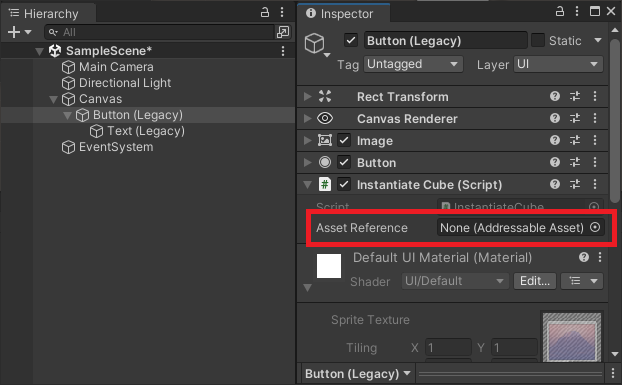 Hierarchy
All
SampleScene*
Main Camera
Directional Light
Canvas
Button (Legacy)
Text (Legacy)
EventSystem
Inspector
Button (Legacy)
Static
Tag Untagged Layer UI
Rect Transform
Canvas Renderer
Image
Button
# Instantiate Cube (Script)
Script # InstantiateCube
Asset Reference None (Addressable Asset)
Default UI Material (Material)
Shader UI/Default Edit...
Sprite Texture
Tiling X 1 Y 1
Button (Legacy)